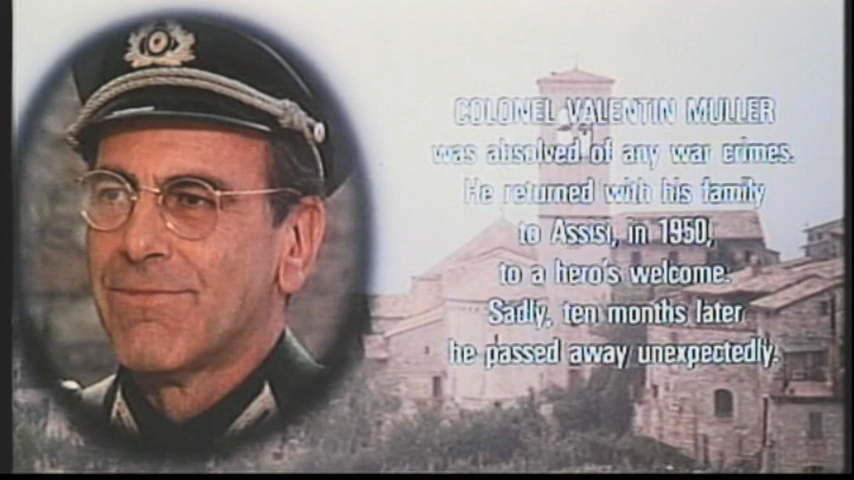 COLONEL VALENTIN MULLER
was absolved of any war crimes.
He returned with his family
to Assisi, in 1950,
to a hero's welcome.
Sadly, ten months later
he passed away unexpectedly.